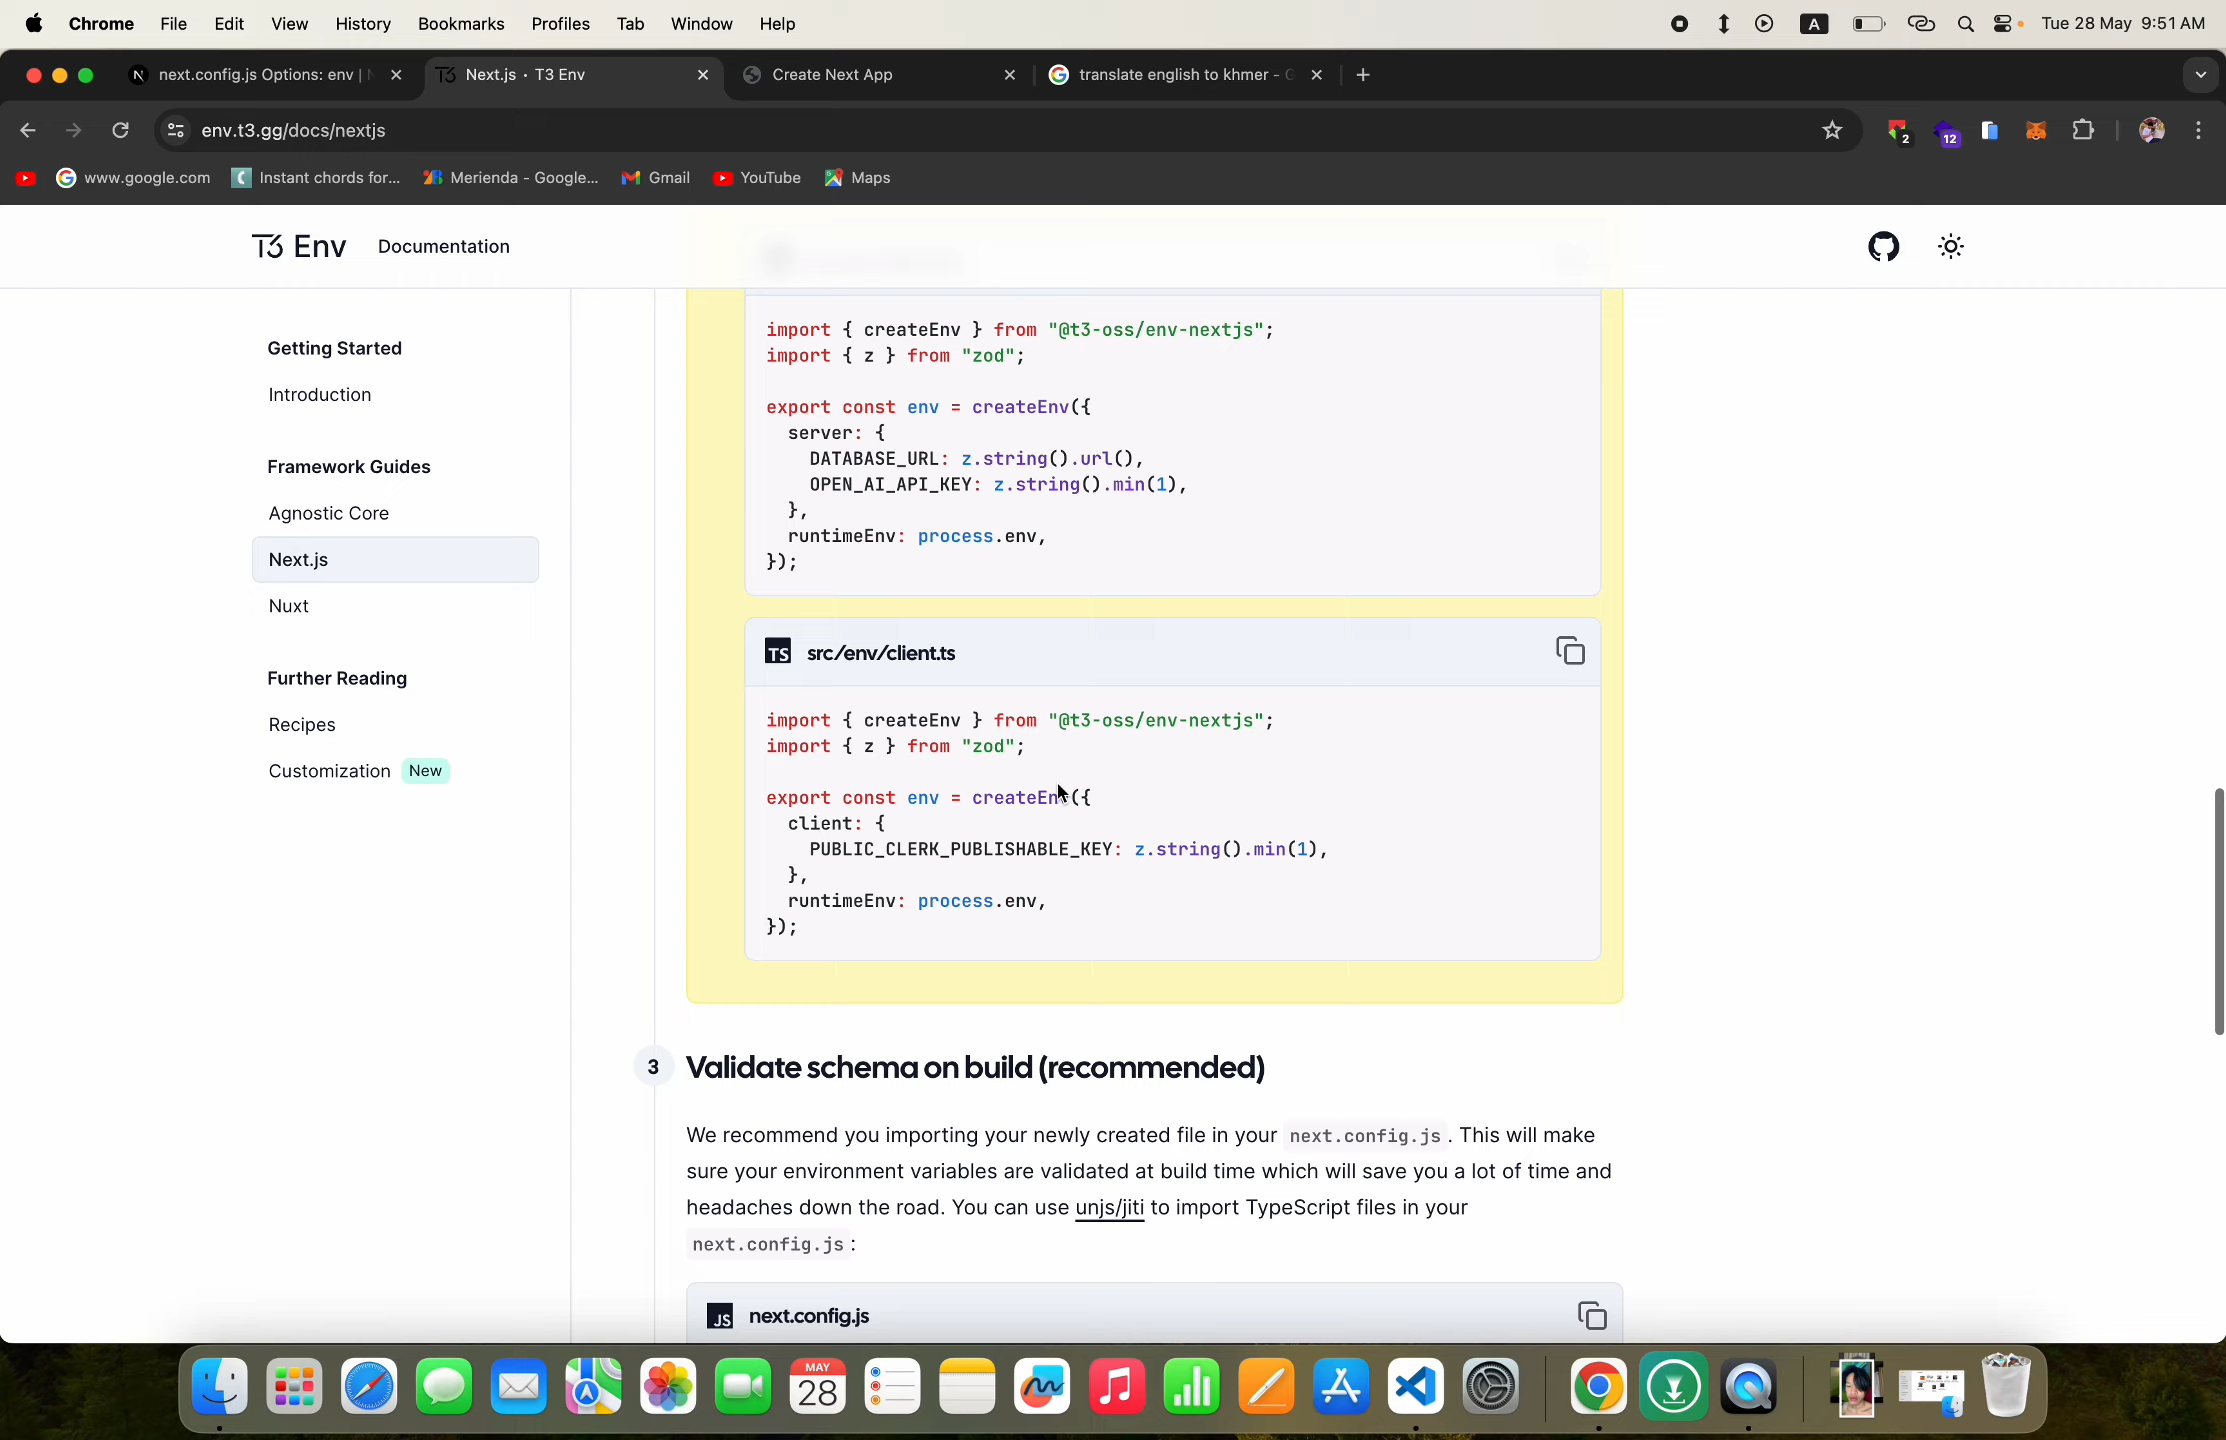 Chrome File Edit View History Bookmarks Profiles Tab Window Help A Tue 28 May 9:51 AM
N next.config.js Options: env | Next.js · T3 Env Create Next App translate english to khmer -
env.t3.gg/docs/nextjs 2 12
www.google.com Instant chords for... Merienda - Google... Gmail YouTube Maps
T3 Env Documentation
Getting Started
Introduction
Framework Guides
Agnostic Core
Next.js
Nuxt
Further Reading
Recipes
Customization New
import { createEnv } from "@t3-oss/env-nextjs";
import { z } from "zod";
export const env = createEnv({
server: {
DATABASE_URL: z.string().url(),
OPEN_AI_API_KEY: z.string().min(1),
},
runtimeEnv: process.env,
});
TS src/env/client.ts
import { createEnv } from "@t3-oss/env-nextjs";
import { z } from "zod";
export const env = createEnv({
client: {
PUBLIC_CLERK_PUBLISHABLE_KEY: z.string().min(1),
},
runtimeEnv: process.env,
});
3 Validate schema on build (recommended)
We recommend you importing your newly created file in your next.config.js. This will make
sure your environment variables are validated at build time which will save you a lot of time and
headaches down the road. You can use unjs/jiti to import TypeScript files in your
next.config.js:
JS next.config.js
MAY
28